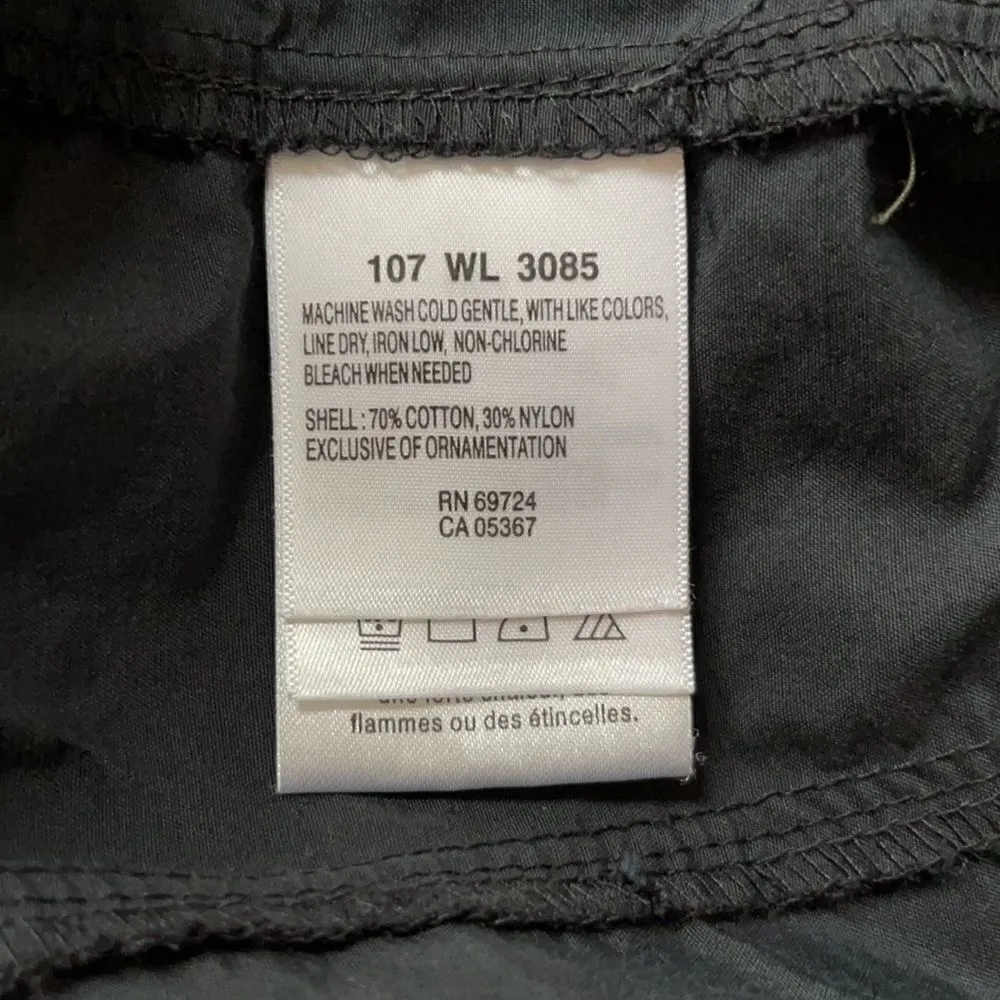 107 WL 3085
MACHINE WASH COLD GENTLE, WITH LIKE COLORS,
LINE DRY, IRON LOW, NON-CHLORINE
BLEACH WHEN NEEDED
SHELL : 70% COTTON, 30% NYLON
EXCLUSIVE OF ORNAMENTATION
RN 69724
CA 05367
flammes ou des étincelles.